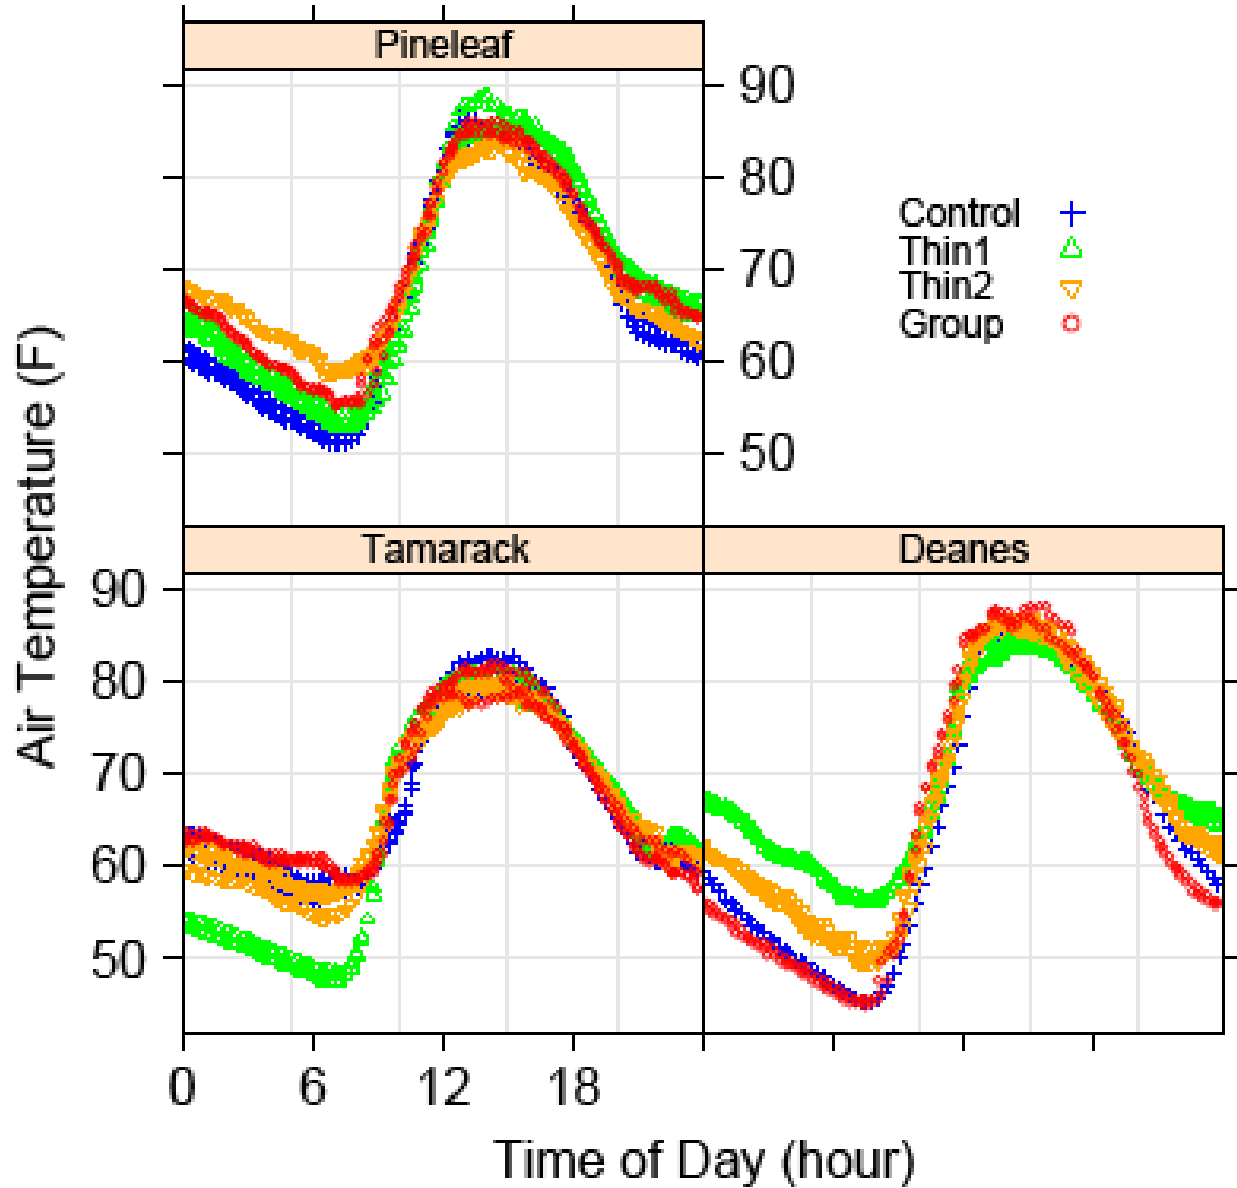 Pineleaf
90
80
70
60
50
Control
Thin1
Thin2
Group
Air Temperature (F)
Tamarack
Deanes
90
80
70
60
50
0 6 12 18
Time of Day (hour)